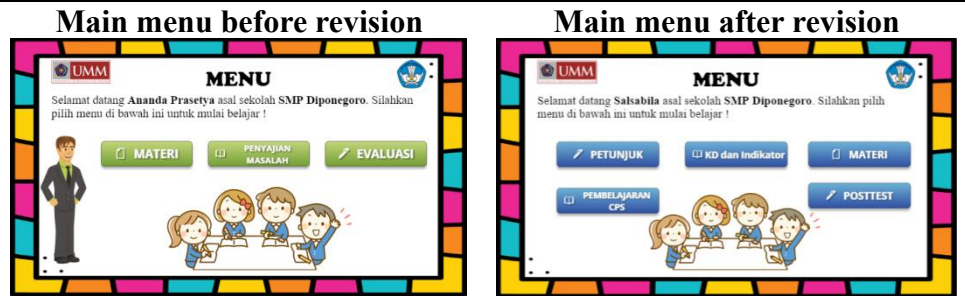 Main menu before revision
UMM
MENU
Selamat datang Ananda Prasetya asal sekolah SMP Diponegoro. Silahkan
pilih menu di bawah ini untuk mulai belajar !
MATERI
PENYAJIAN
MASALAH
EVALUASI
Main menu after revision
UMM
MENU
Selamat datang Salsabila asal sekolah SMP Diponegoro. Silahkan pilih
menu di bawah ini untuk mulai belajar !
PETUNJUK
KD dan Indikator
MATERI
PEMBELAJARAN
CPS
POSTTEST